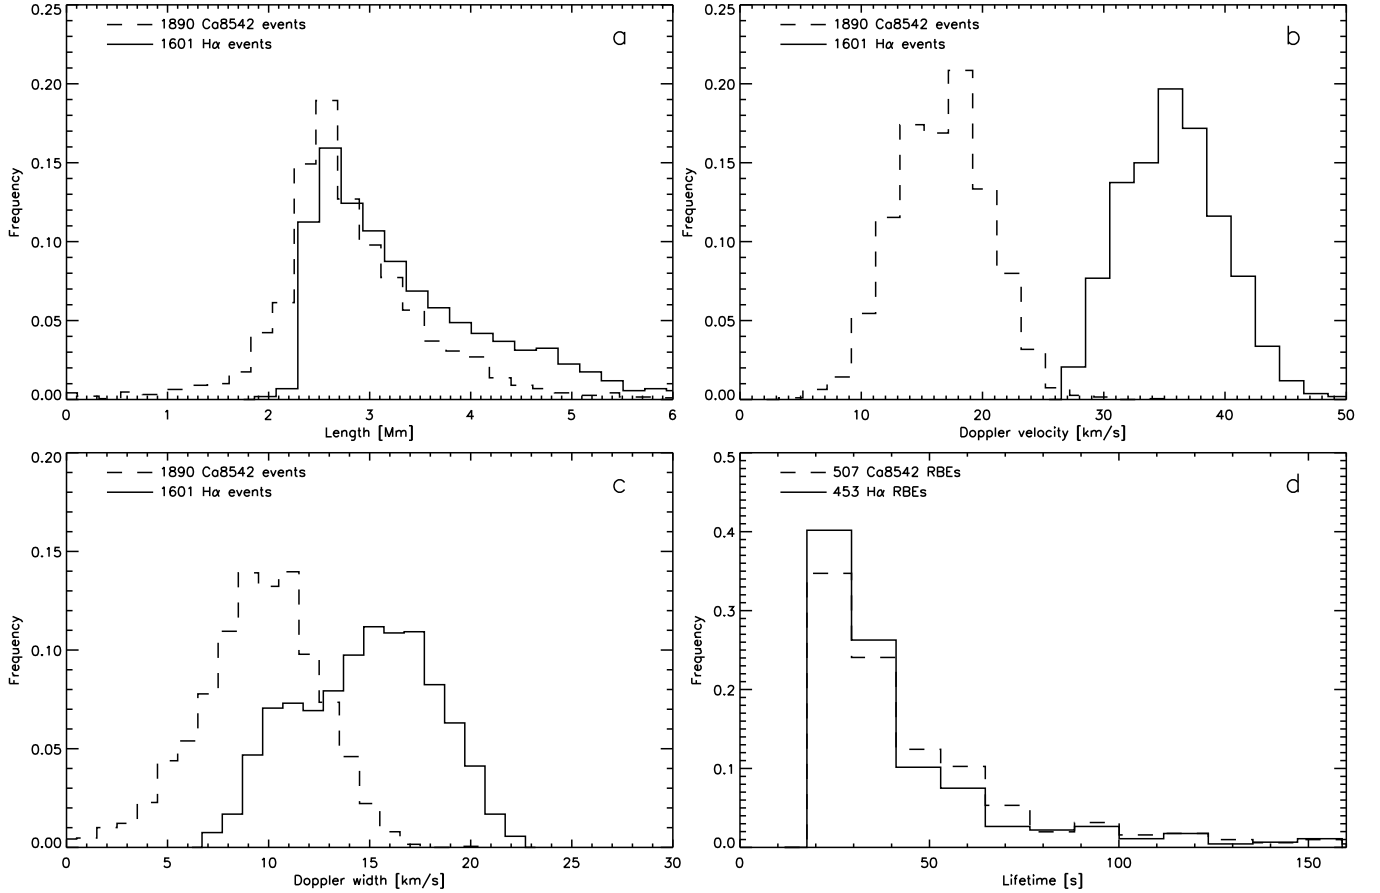 1890 Ca8542 events
1601 Hα events
a
0.25
0.20
0.15
0.10
0.05
0.00
Frequency
0 1 2 3 4 5 6
Length [Mm]
1890 Ca8542 events
1601 Hα events
b
0.25
0.20
0.15
0.10
0.05
0.00
Frequency
0 10 20 30 40 50
Doppler velocity [km/s]
1890 Ca8542 events
1601 Hα events
c
0.20
0.15
0.10
0.05
0.00
Frequency
0 5 10 15 20 25 30
Doppler width [km/s]
507 Ca8542 RBEs
453 Hα RBEs
d
0.5
0.4
0.3
0.2
0.1
0.0
Frequency
0 50 100 150
Lifetime [s]